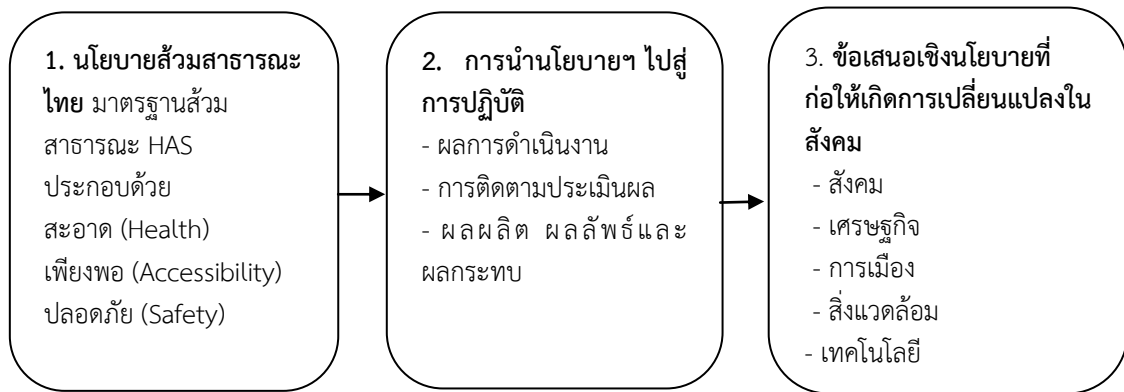 1. นโยบายส้วมสาธารณะ
ไทย มาตรฐานส้วม
สาธารณะ HAS
ประกอบด้วย
สะอาด (Health)
เพียงพอ (Accessibility)
ปลอดภัย (Safety)
2. การนำนโยบายฯ ไปสู่
การปฏิบัติ
- ผลการดำเนินงาน
- การติดตามประเมินผล
- ผลผลิต ผลลัพธ์และ
ผลกระทบ
3. ข้อเสนอเชิงนโยบายที่
ก่อให้เกิดการเปลี่ยนแปลงใน
สังคม
- สังคม
- เศรษฐกิจ
- การเมือง
- สิ่งแวดล้อม
- เทคโนโลยี